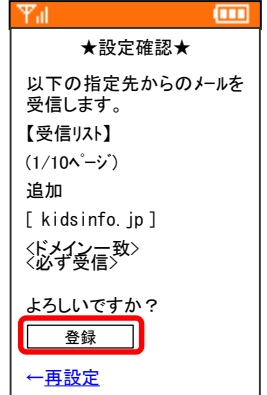 ★設定確認★
以下の指定先からのメールを
受信します。
【受信リスト】
(1/10ﾍﾟｰｼﾞ)
追加
[ kidsinfo.jp ]
<ドメイン一致>
<必ず受信>
よろしいですか？
登録
←再設定